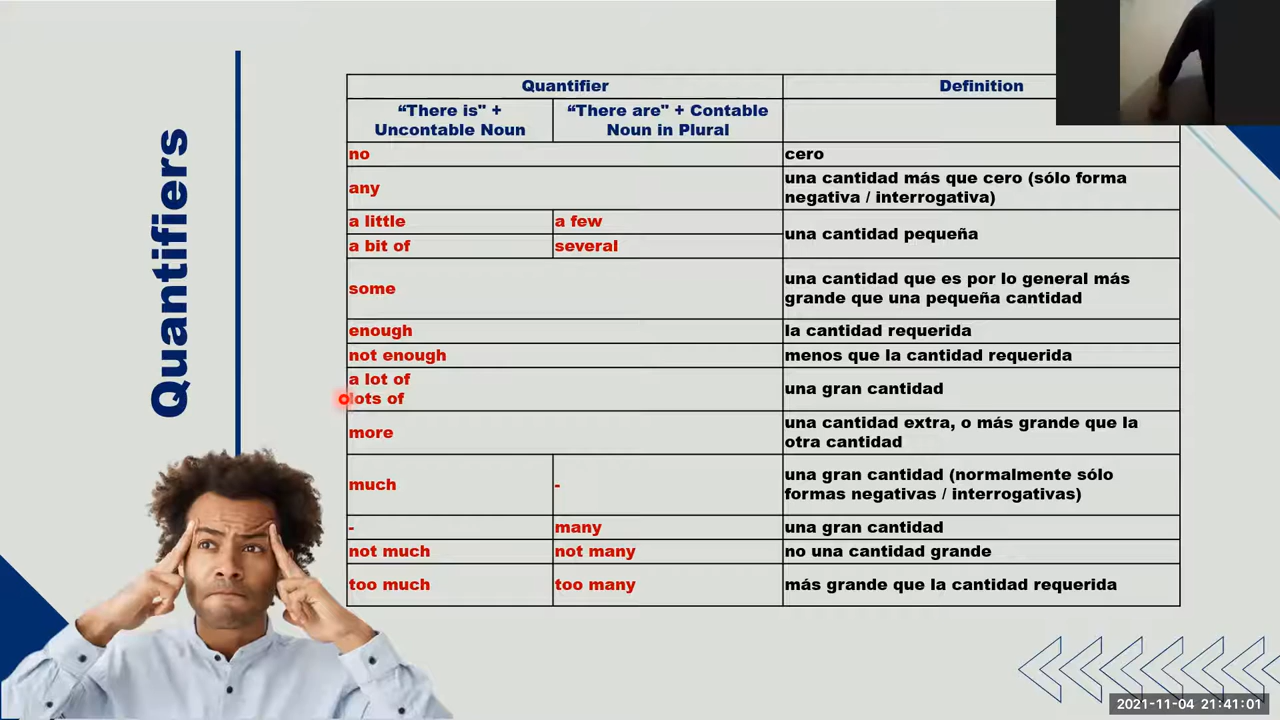 Quantifiers
Quantifier
Definition
“There is" +
Uncontable Noun
“There are" + Contable
Noun in Plural
no
cero
any
una cantidad más que cero (sólo forma
negativa / interrogativa)
a little
a few
una cantidad pequeña
a bit of
several
some
una cantidad que es por lo general más
grande que una pequeña cantidad
enough
la cantidad requerida
not enough
menos que la cantidad requerida
a lot of
lots of
una gran cantidad
more
una cantidad extra, o más grande que la
otra cantidad
much
-
una gran cantidad (normalmente sólo
formas negativas / interrogativas)
-
many
una gran cantidad
not much
not many
no una cantidad grande
too much
too many
más grande que la cantidad requerida
2021-11-04 21:41:01